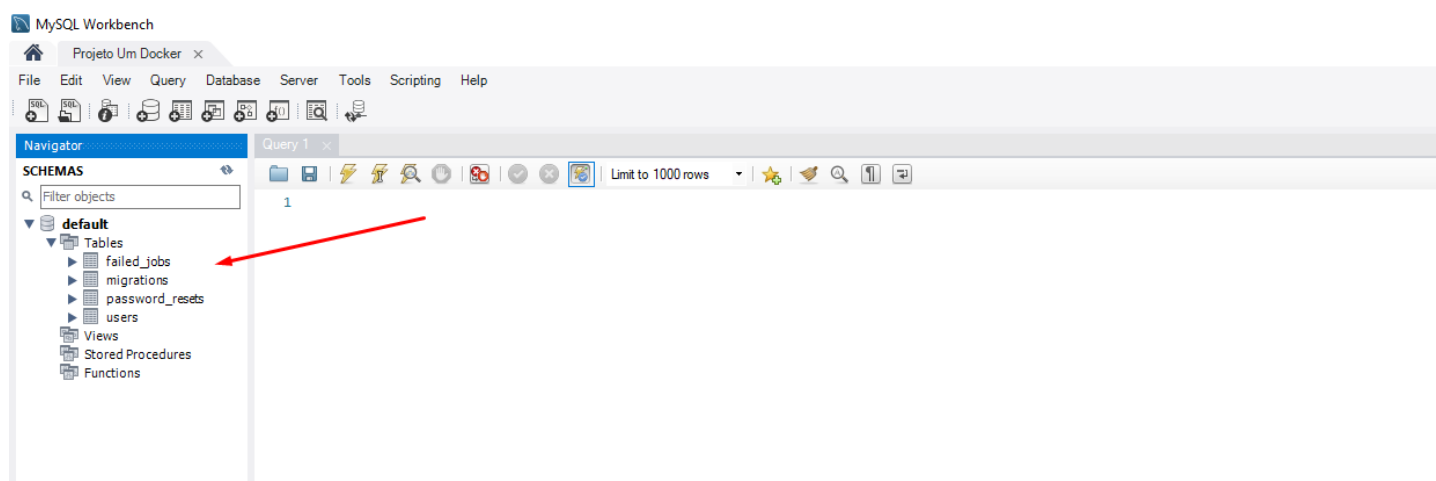 MySQL Workbench
Projeto Um Docker
File Edit View Query Database Server Tools Scripting Help
Navigator
Query 1
SCHEMAS
Limit to 1000 rows
Filter objects
1
default
Tables
failed_jobs
migrations
password_resets
users
Views
Stored Procedures
Functions